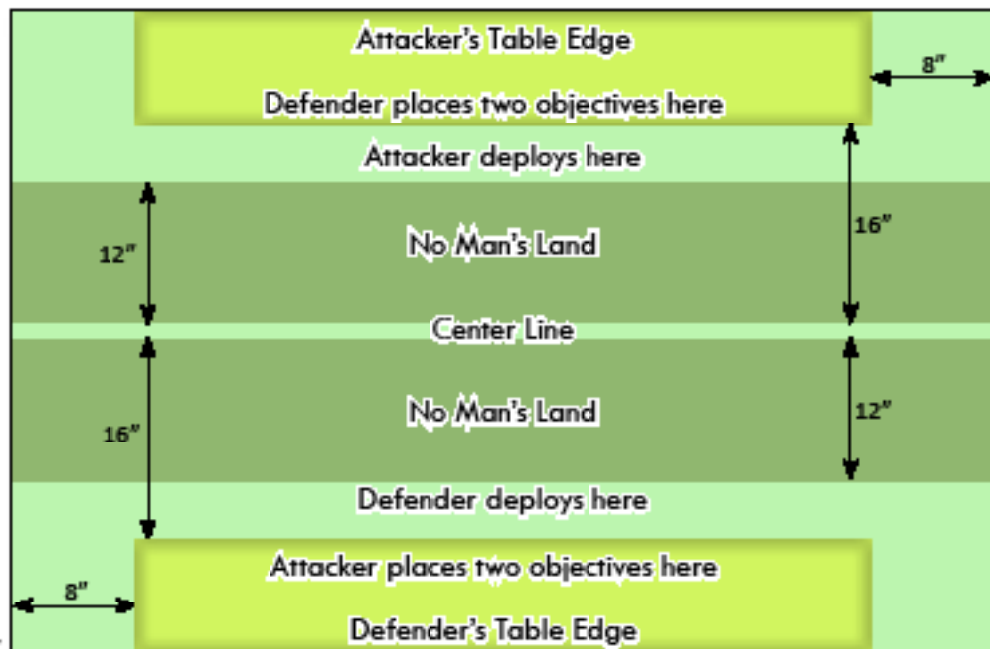 Attacker's Table Edge
8"
Defender places two objectives here
Attacker deploys here
No Man's Land
16"
12"
Center Line
No Man's Land
12"
16"
Defender deploys here
Attacker places two objectives here
8"
Defender's Table Edge